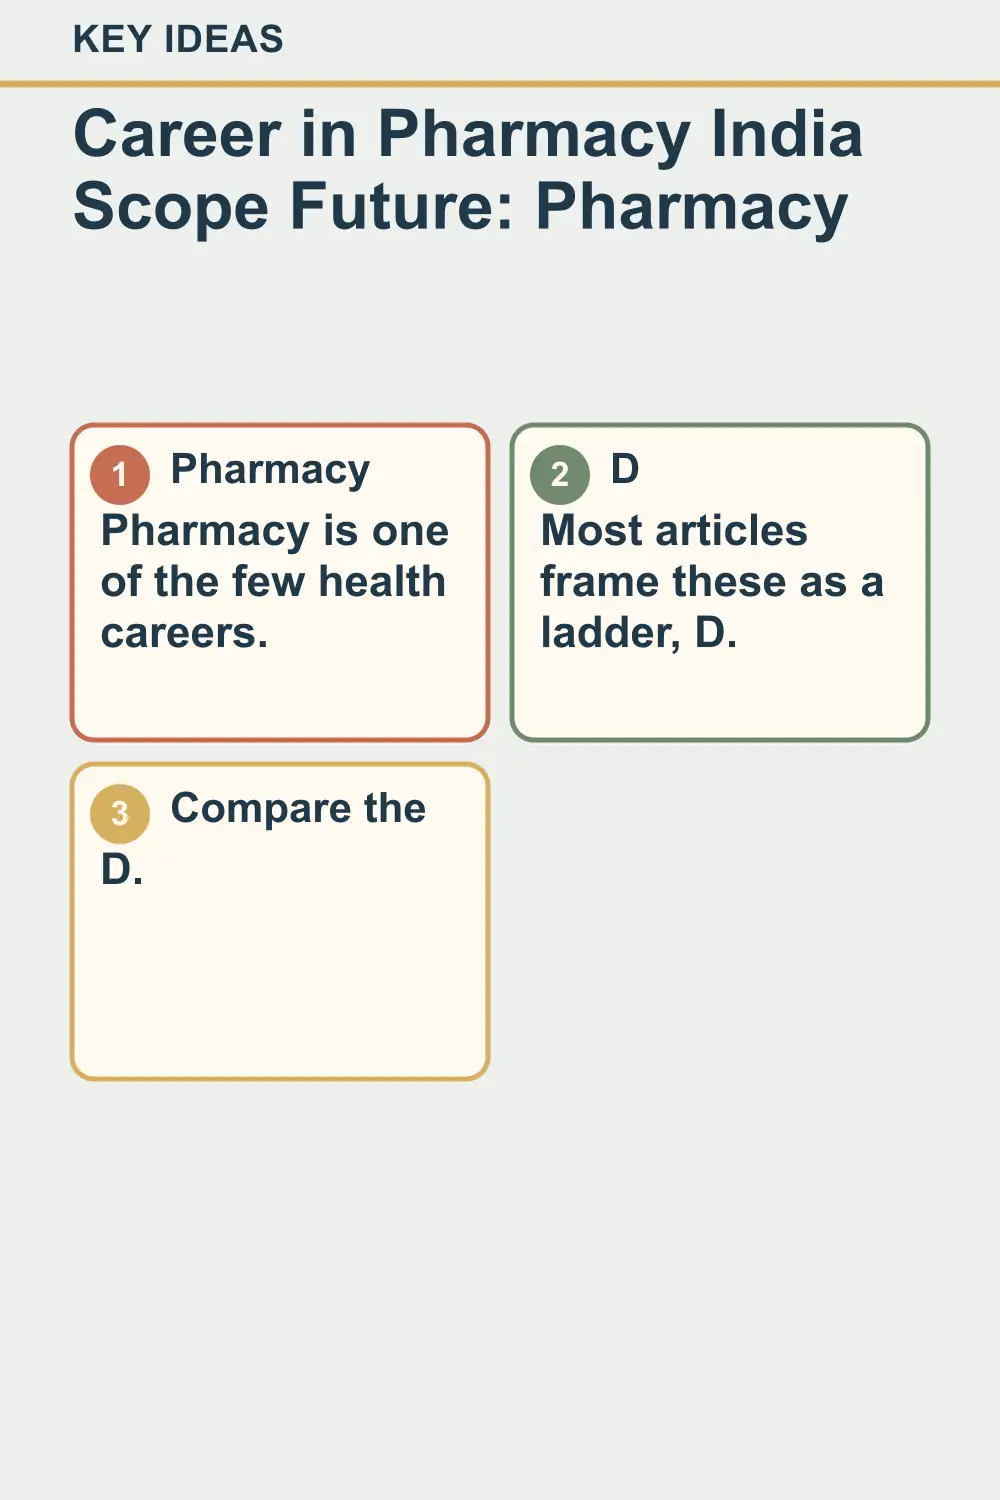 KEY IDEAS
Career in Pharmacy India
Scope Future: Pharmacy
1 Pharmacy
Pharmacy is one
of the few health
careers.
2 D
Most articles
frame these as a
ladder, D.
3 Compare the
D.